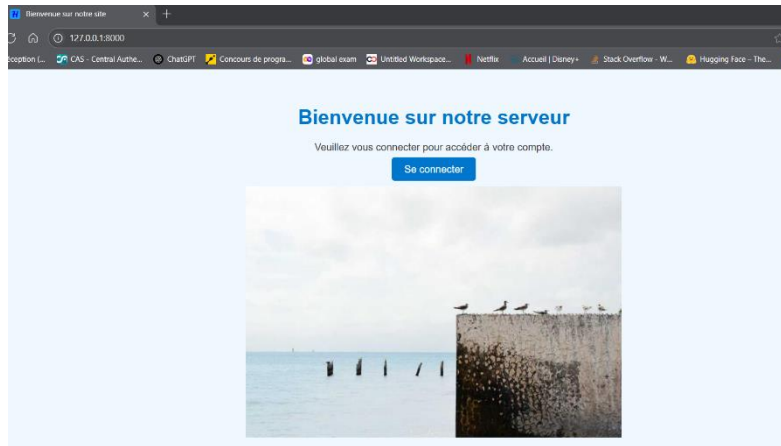 Bienvenue sur notre site
127.0.0.1:8000
éception (... CAS - Central Authe... ChatGPT Concours de progra... global exam Untitled Workspace... Netflix Accueil | Disney+ Stack Overflow - W... Hugging Face – The...
Bienvenue sur notre serveur
Veuillez vous connecter pour accéder à votre compte.
Se connecter